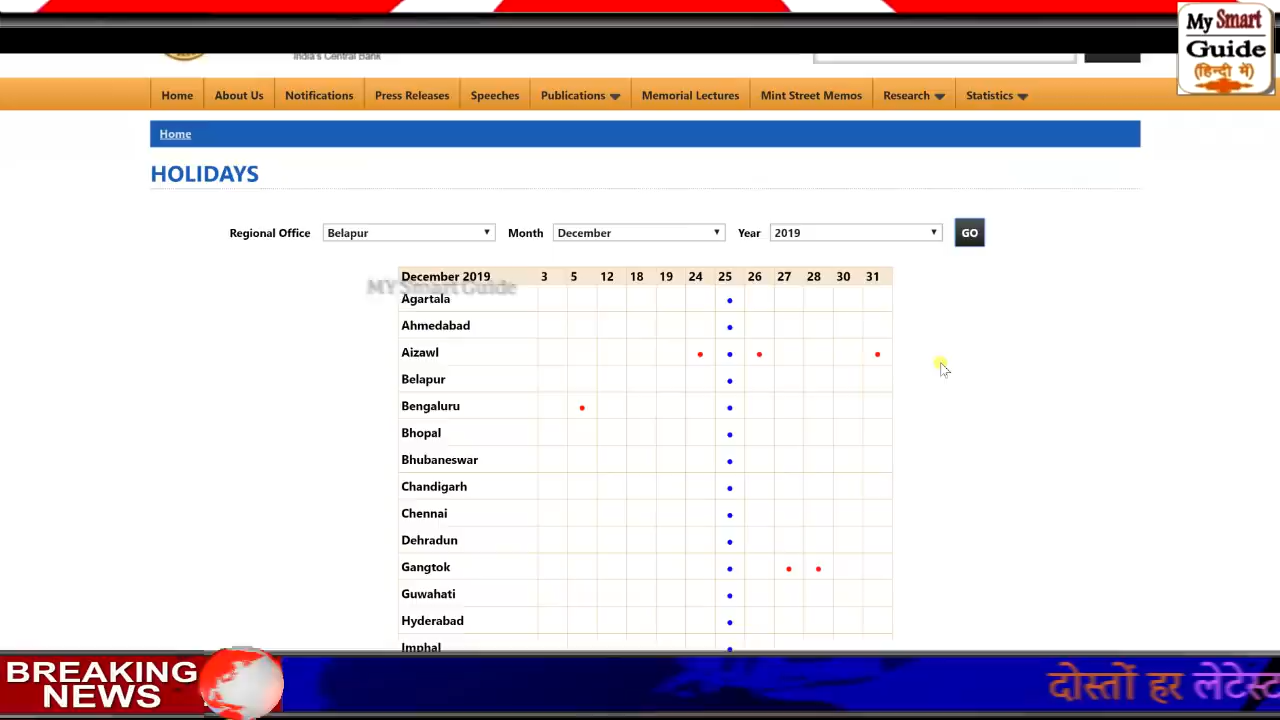 My Smart
Guide
(हिन्दी में)
India's Central Bank
Home About Us Notifications Press Releases Speeches Publications Memorial Lectures Mint Street Memos Research Statistics
Home
HOLIDAYS
Regional Office Belapur Month December Year 2019 GO
December 2019 3 5 12 18 19 24 25 26 27 28 30 31
MY Smart Guide
Agartala
Ahmedabad
Aizawl
Belapur
Bengaluru
Bhopal
Bhubaneswar
Chandigarh
Chennai
Dehradun
Gangtok
Guwahati
Hyderabad
Imphal
BREAKING
NEWS
दोस्तों हर लेटेस्ट